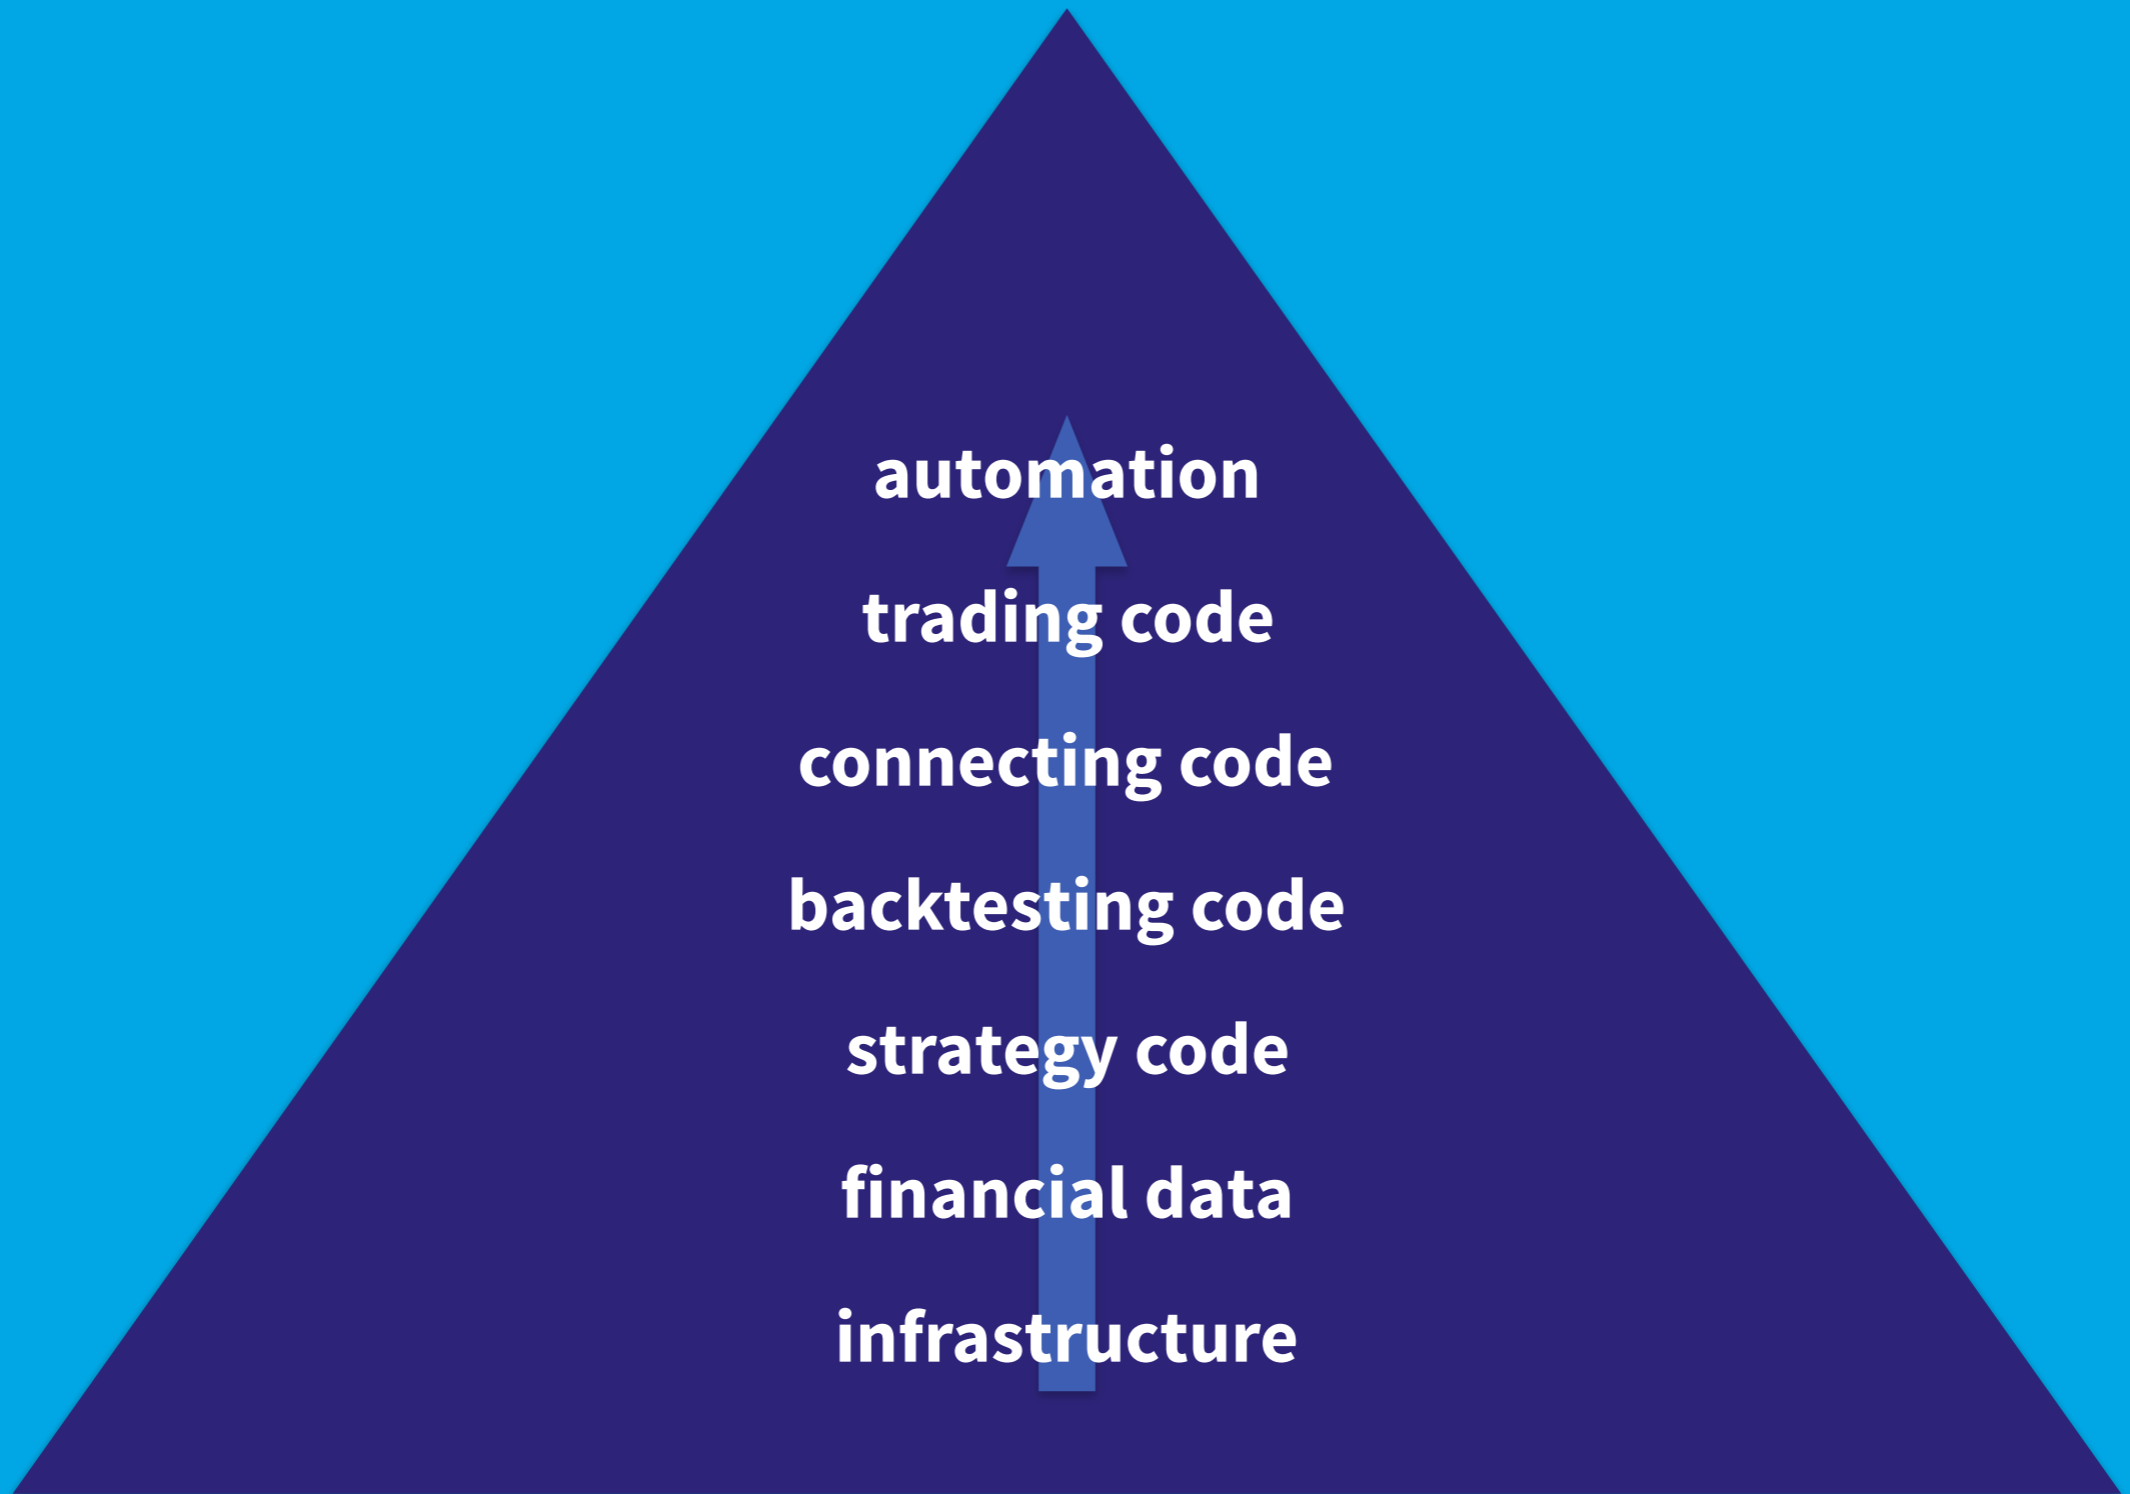 automation
trading code
connecting code
backtesting code
strategy code
financial data
infrastructure